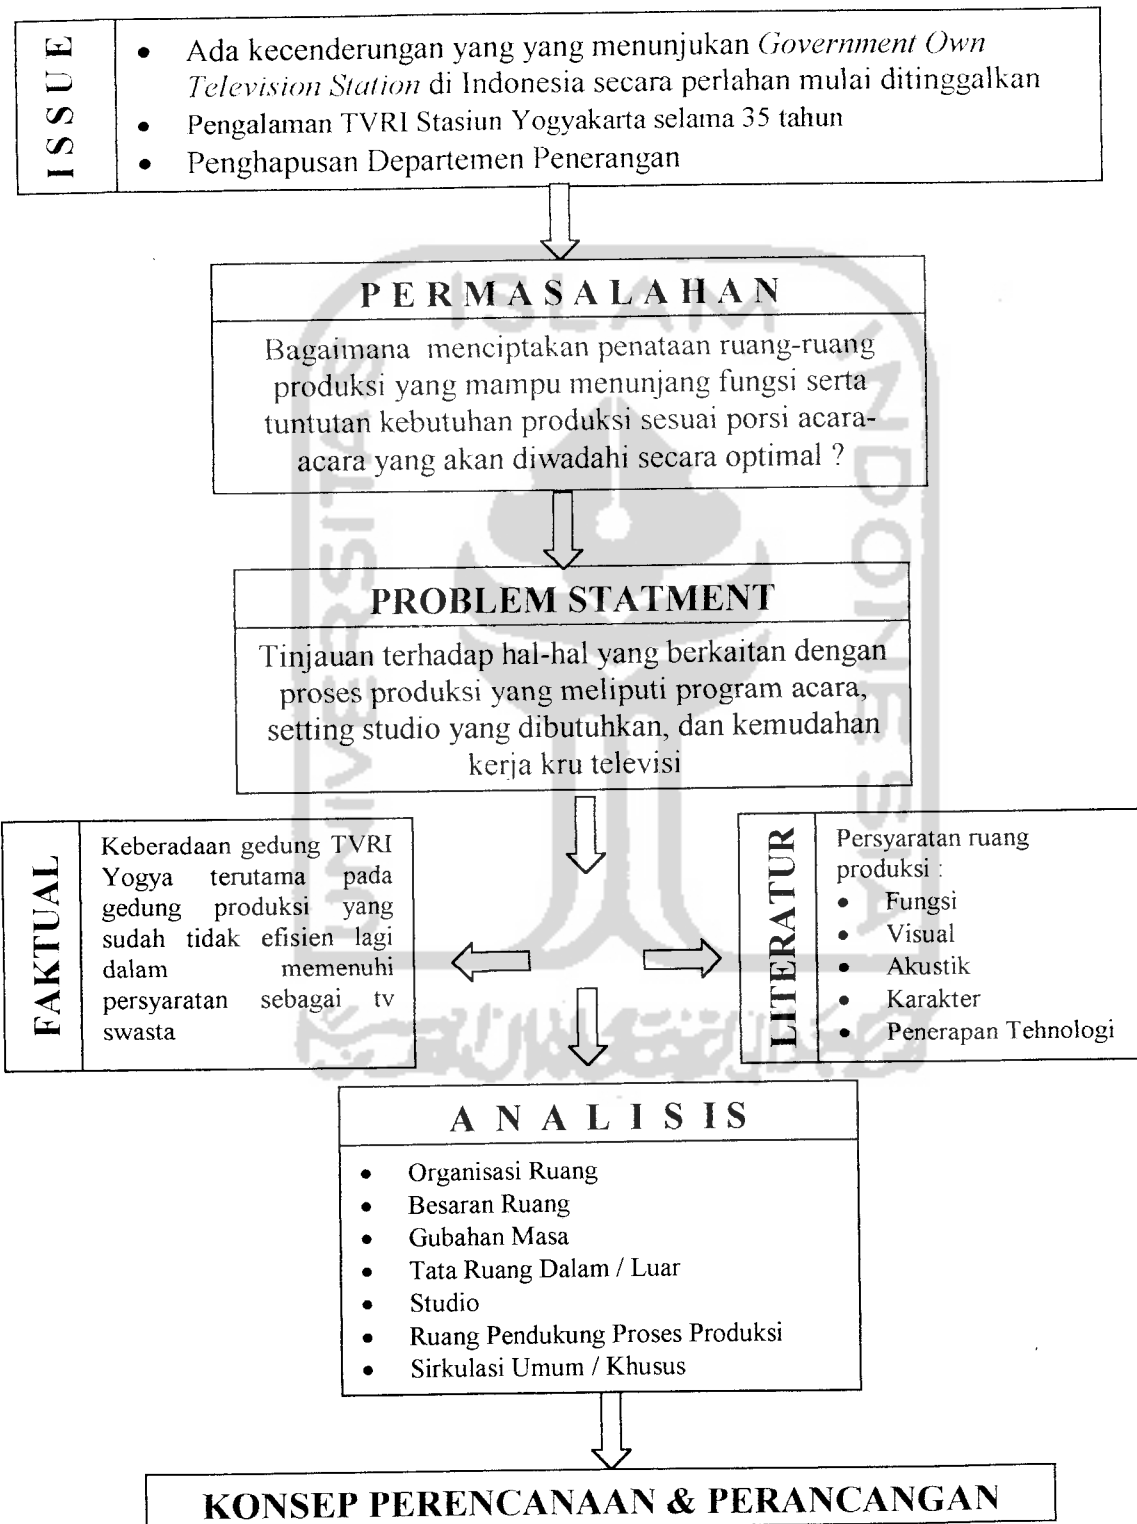 ISSUE
• Ada kecenderungan yang yang menunjukan Government Own
Television Station di Indonesia secara perlahan mulai ditinggalkan
• Pengalaman TVRI Stasiun Yogyakarta selama 35 tahun
• Penghapusan Departemen Penerangan
PERMASALAHAN
Bagaimana menciptakan penataan ruang-ruang
produksi yang mampu menunjang fungsi serta
tuntutan kebutuhan produksi sesuai porsi acara-
acara yang akan diwadahi secara optimal ?
PROBLEM STATMENT
Tinjauan terhadap hal-hal yang berkaitan dengan
proses produksi yang meliputi program acara,
setting studio yang dibutuhkan, dan kemudahan
kerja kru televisi
FAKTUAL
Keberadaan gedung TVRI
Yogya terutama pada
gedung produksi yang
sudah tidak efisien lagi
dalam memenuhi
persyaratan sebagai tv
swasta
LITERATUR
Persyaratan ruang
produksi :
• Fungsi
• Visual
• Akustik
• Karakter
• Penerapan Tehnologi
ANALISIS
• Organisasi Ruang
• Besaran Ruang
• Gubahan Masa
• Tata Ruang Dalam / Luar
• Studio
• Ruang Pendukung Proses Produksi
• Sirkulasi Umum / Khusus
KONSEP PERENCANAAN & PERANCANGAN
UNIVERSITAS
ISLAM
INDONESIA